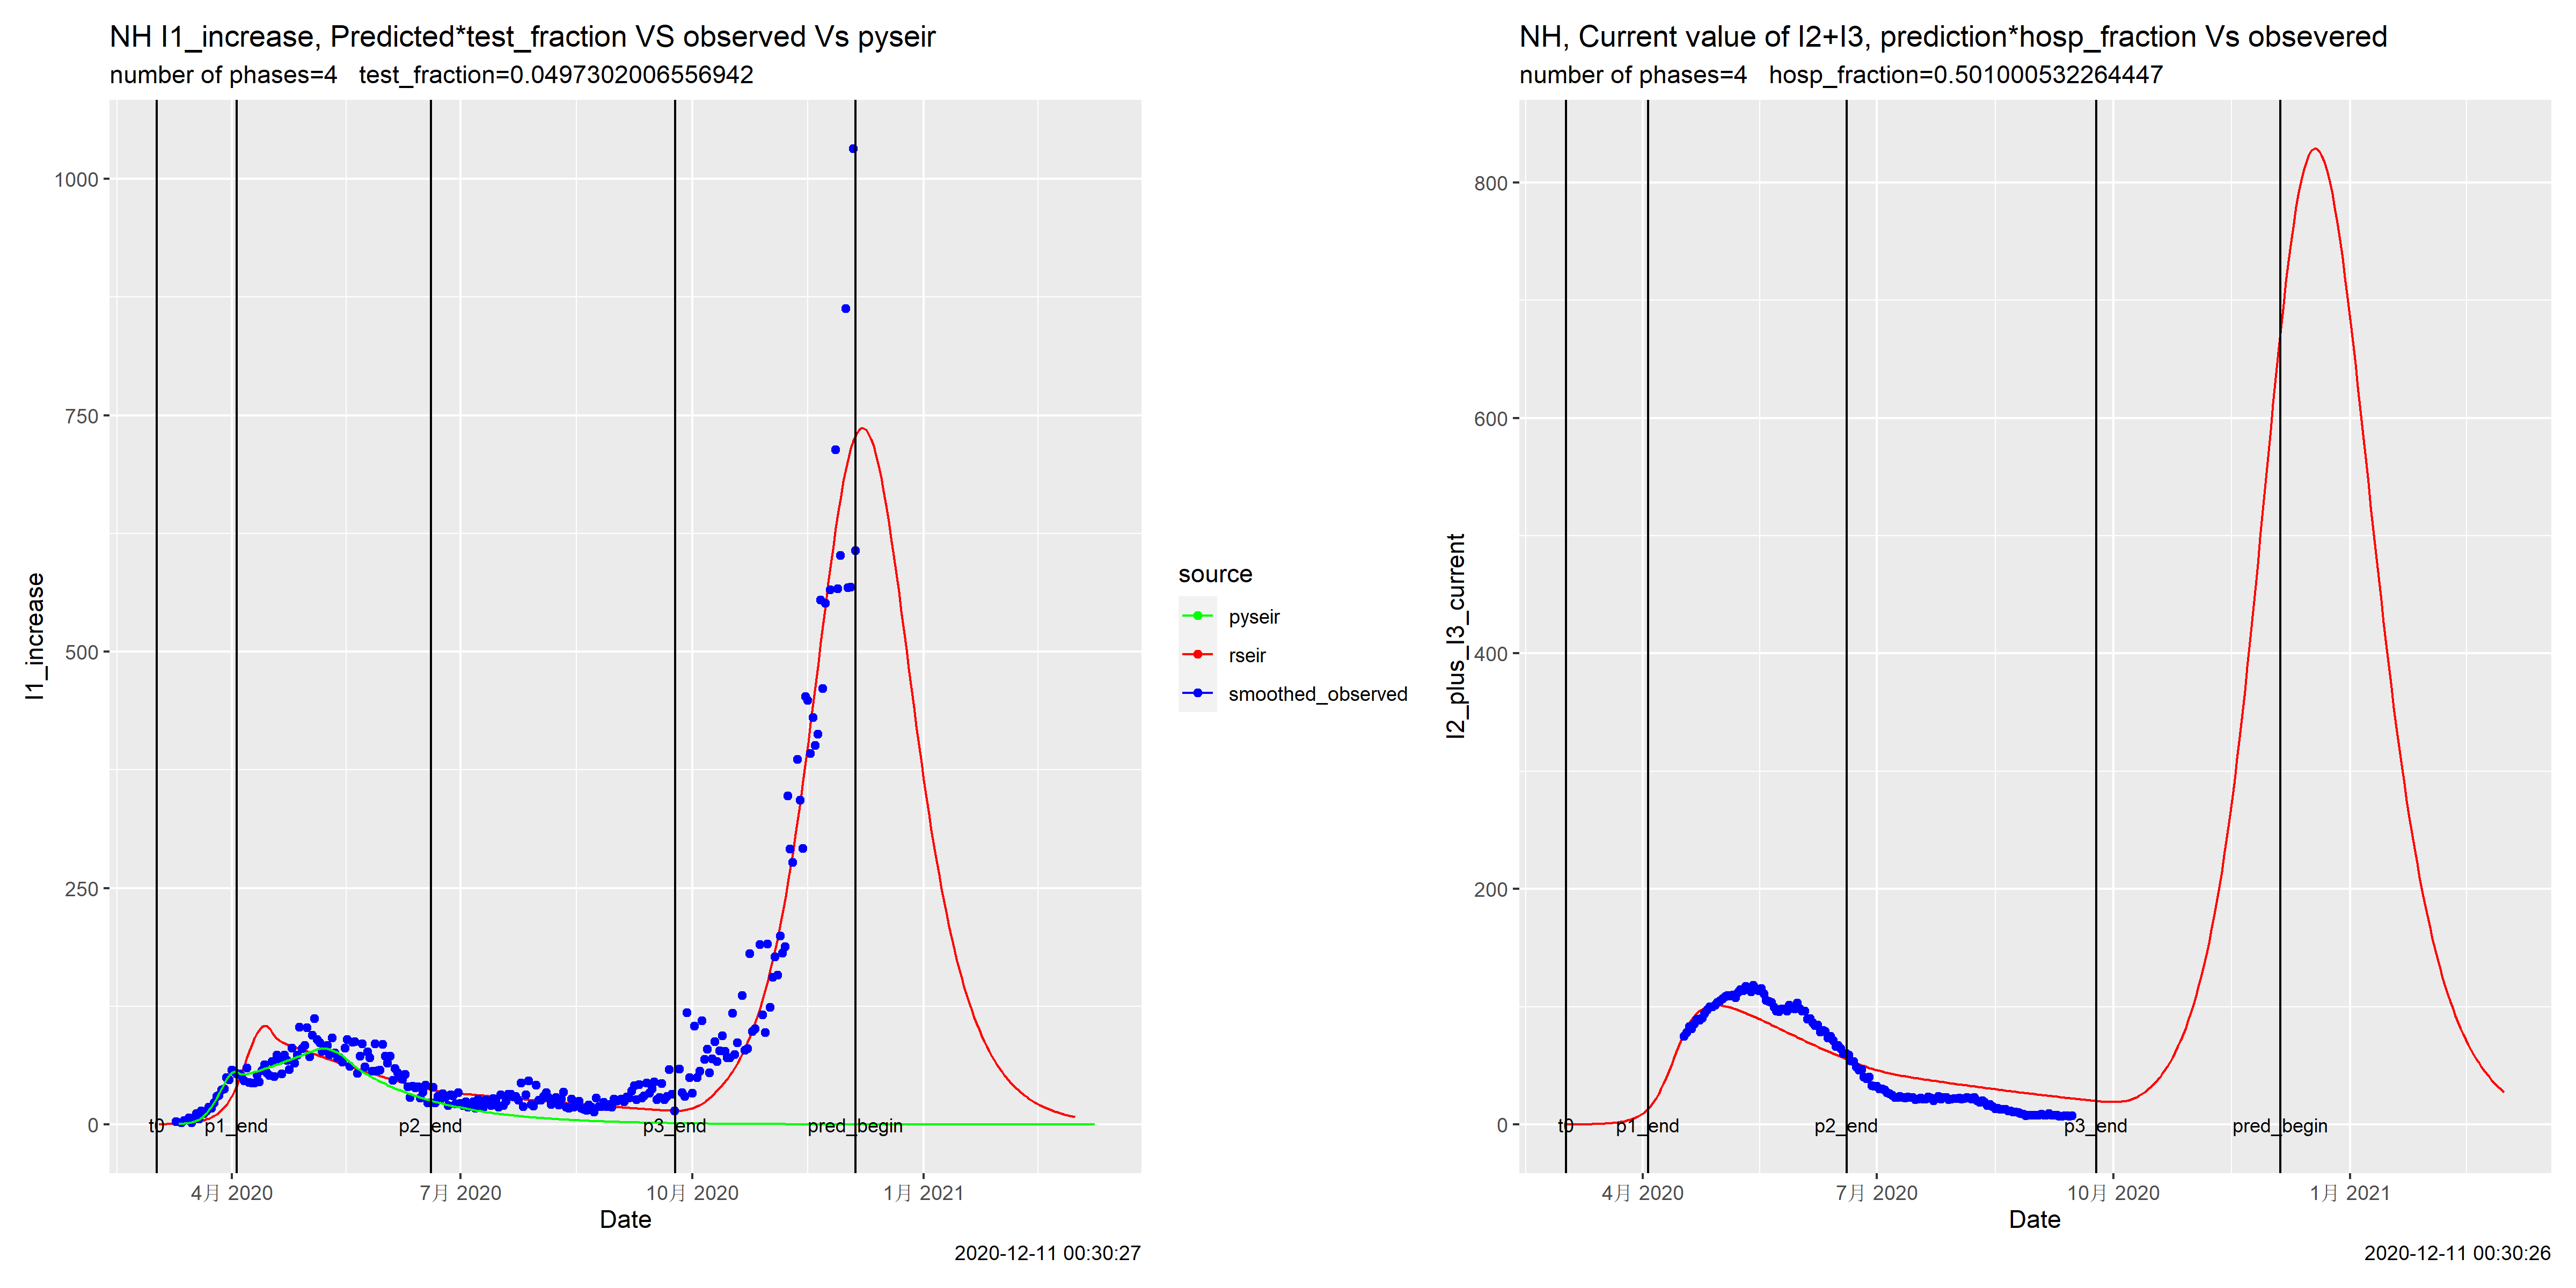 NH I1_increase, Predicted*test_fraction VS observed Vs pyseir
number of phases=4   test_fraction=0.0497302006556942
1000
750
500
250
0
I1_increase
t0
p1_end
p2_end
p3_end
pred_begin
4月 2020
7月 2020
10月 2020
1月 2021
Date
2020-12-11 00:30:27
source
pyseir
rseir
smoothed_observed
NH, Current value of I2+I3, prediction*hosp_fraction Vs obsevered
number of phases=4   hosp_fraction=0.501000532264447
800
600
400
200
0
I2_plus_I3_current
t0
p1_end
p2_end
p3_end
pred_begin
4月 2020
7月 2020
10月 2020
1月 2021
Date
2020-12-11 00:30:26